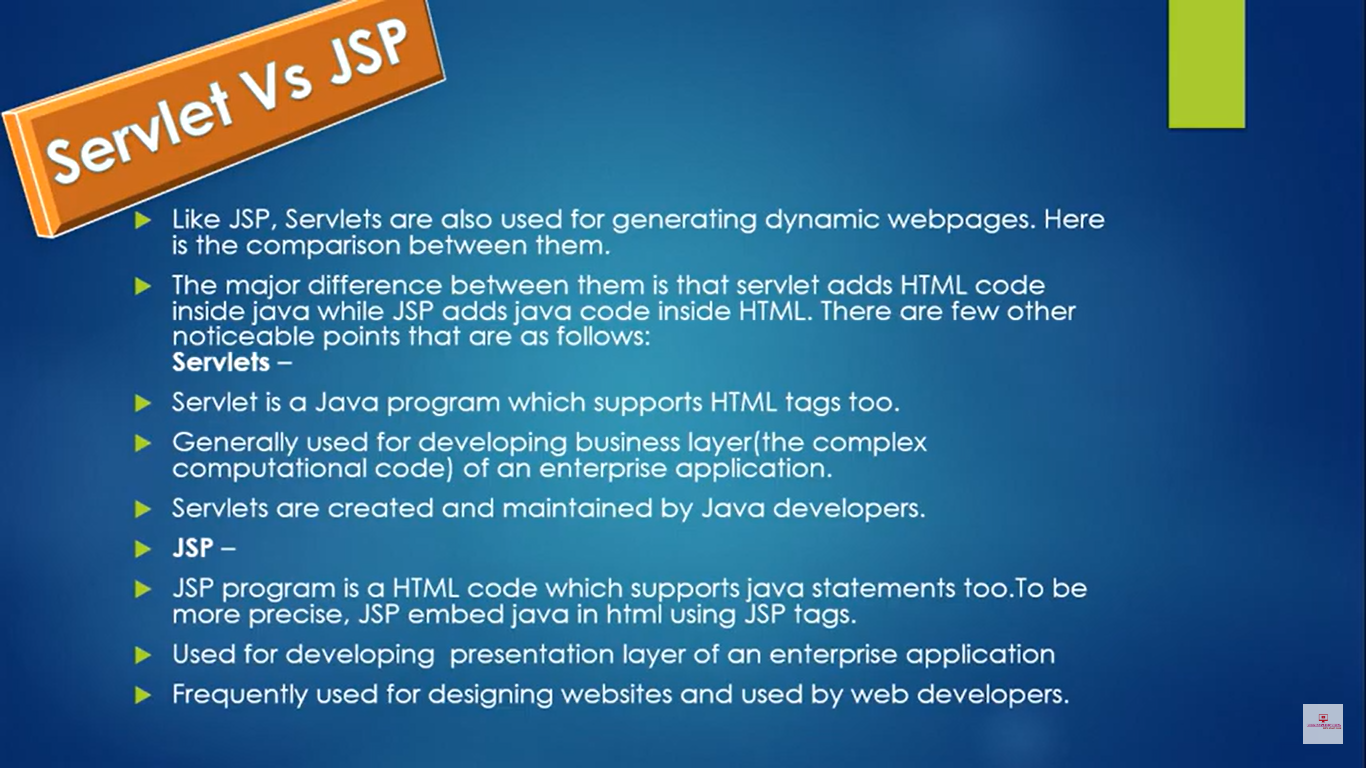 Servlet Vs JSP
Like JSP, Servlets are also used for generating dynamic webpages. Here
is the comparison between them.
The major difference between them is that servlet adds HTML code
inside java while JSP adds java code inside HTML. There are few other
noticeable points that are as follows:
Servlets –
Servlet is a Java program which supports HTML tags too.
Generally used for developing business layer(the complex
computational code) of an enterprise application.
Servlets are created and maintained by Java developers.
JSP –
JSP program is a HTML code which supports java statements too.To be
more precise, JSP embed java in html using JSP tags.
Used for developing  presentation layer of an enterprise application
Frequently used for designing websites and used by web developers.